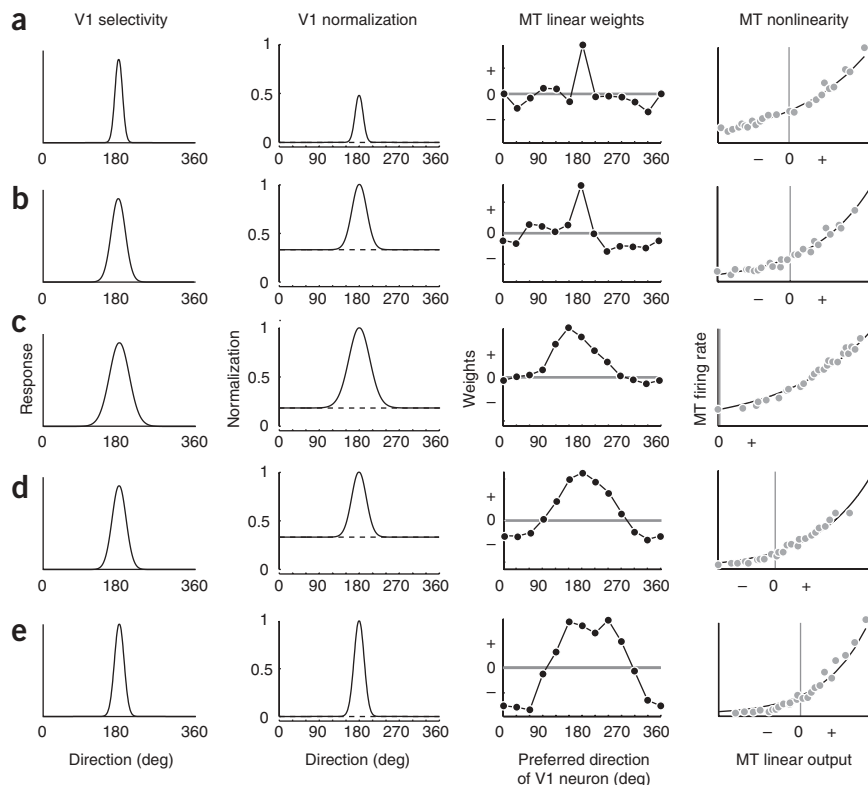 a
V1 selectivity
V1 normalization
MT linear weights
MT nonlinearity
1
0.5
0
+
0
–
0 180 360
0 90 180 270 360
0 90 180 270 360
– 0 +
b
1
0.5
0
+
0
–
0 180 360
0 90 180 270 360
0 90 180 270 360
– 0 +
c
Response
Normalization
1
0.5
0
Weights
+
0
–
MT firing rate
0 180 360
0 90 180 270 360
0 90 180 270 360
0 +
d
1
0.5
0
+
0
–
0 180 360
0 90 180 270 360
0 90 180 270 360
– 0 +
e
1
0.5
0
+
0
–
0 180 360
0 90 180 270 360
0 90 180 270 360
– 0 +
Direction (deg)
Direction (deg)
Preferred direction
of V1 neuron (deg)
MT linear output